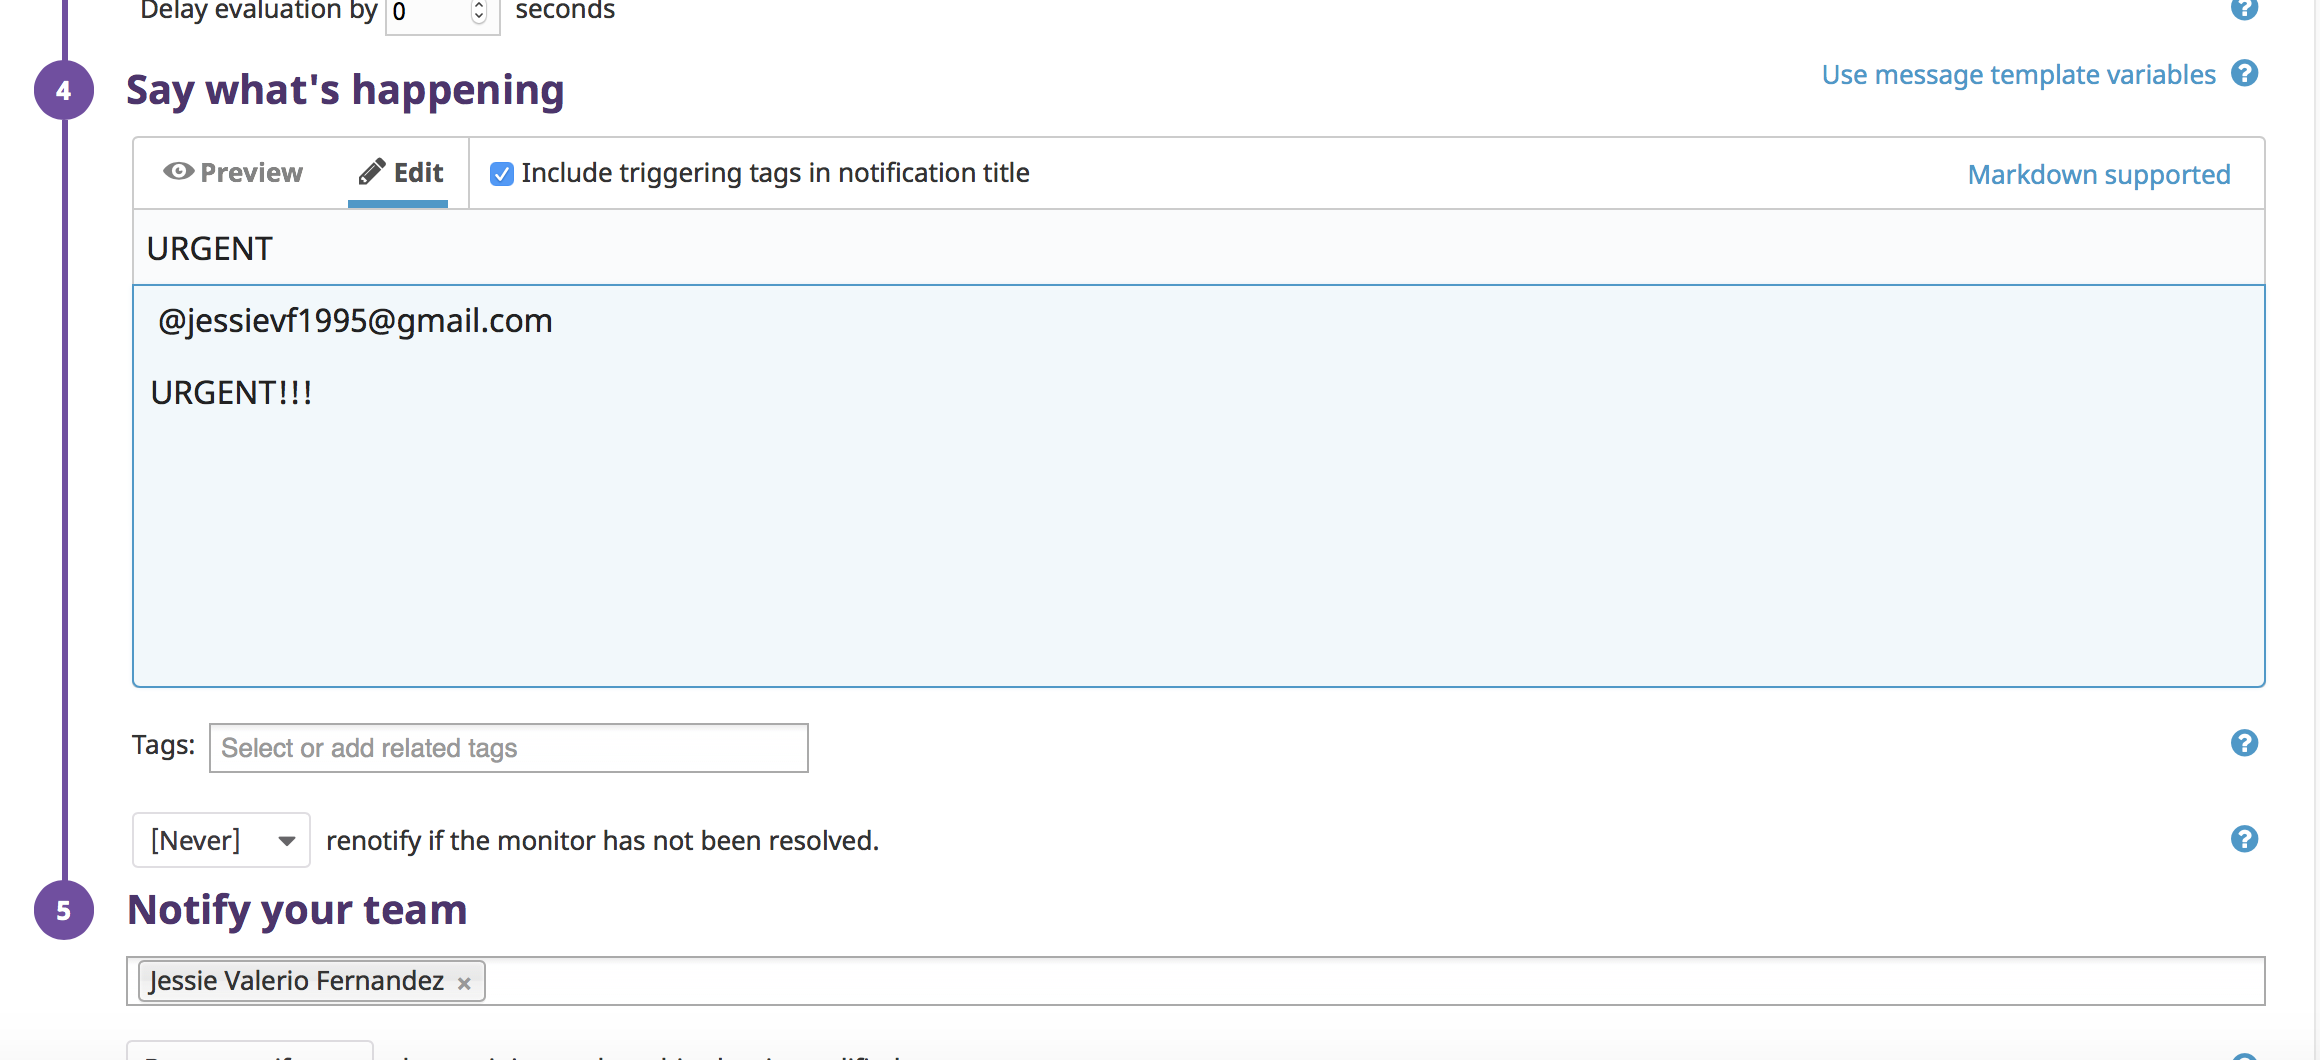 Delay evaluation by 0 seconds ?
4 Say what's happening Use message template variables ?
Preview Edit Include triggering tags in notification title Markdown supported
URGENT
@jessievf1995@gmail.com
URGENT!!!
Tags: Select or add related tags ?
[Never] renotify if the monitor has not been resolved. ?
5 Notify your team
Jessie Valerio Fernandez ×